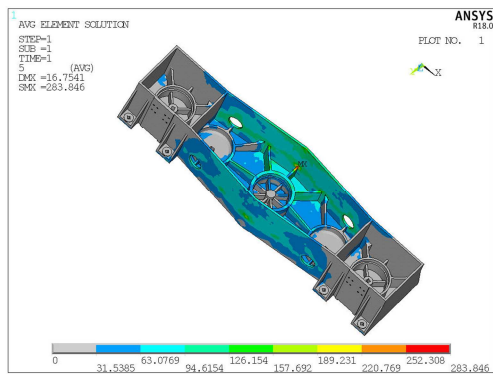 1
AVG ELEMENT SOLUTION
STEP=1
SUB =1
TIME=1
5 (AVG)
DMX =16.7541
SMX =283.846
ANSYS
R18.0
PLOT NO. 1
X
MX
0 63.0769 126.154 189.231 252.308
31.5385 94.6154 157.692 220.769 283.846